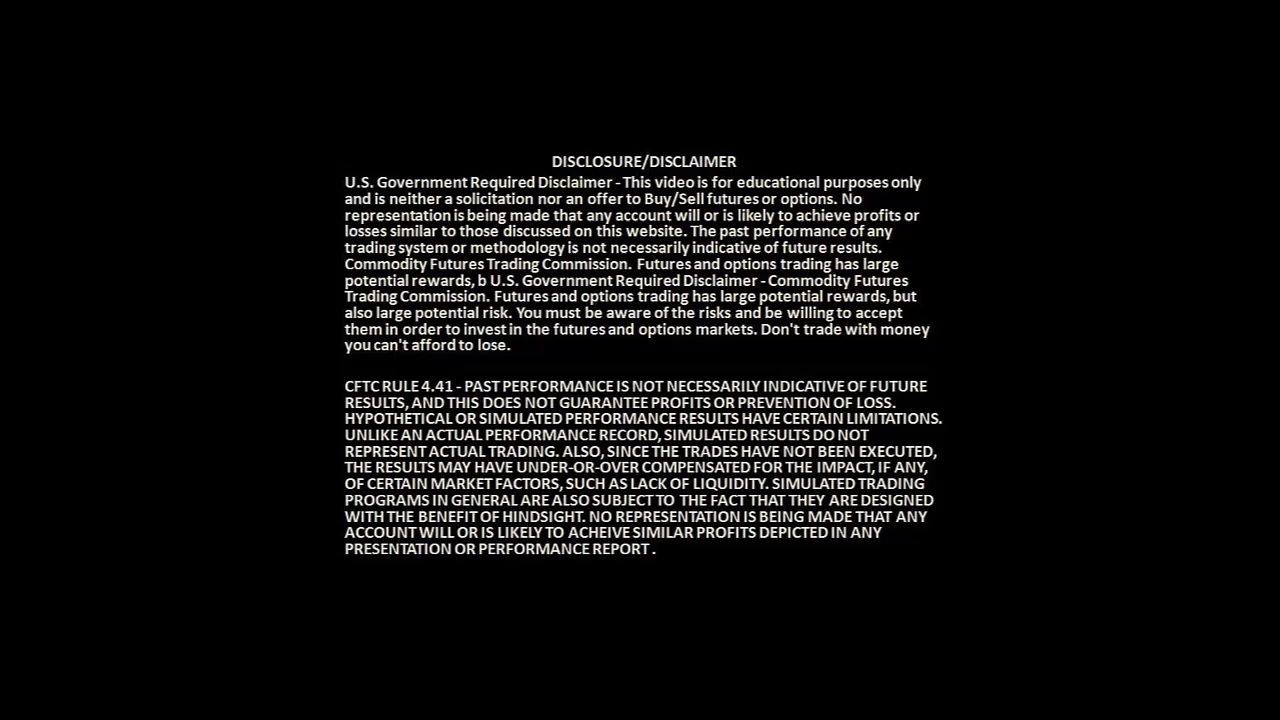 DISCLOSURE/DISCLAIMER
U.S. Government Required Disclaimer - This video is for educational purposes only
and is neither a solicitation nor an offer to Buy/Sell futures or options. No
representation is being made that any account will or is likely to achieve profits or
losses similar to those discussed on this website. The past performance of any
trading system or methodology is not necessarily indicative of future results.
Commodity Futures Trading Commission. Futures and options trading has large
potential rewards, b U.S. Government Required Disclaimer - Commodity Futures
Trading Commission. Futures and options trading has large potential rewards, but
also large potential risk. You must be aware of the risks and be willing to accept
them in order to invest in the futures and options markets. Don't trade with money
you can't afford to lose.
CFTC RULE 4.41 - PAST PERFORMANCE IS NOT NECESSARILY INDICATIVE OF FUTURE
RESULTS, AND THIS DOES NOT GUARANTEE PROFITS OR PREVENTION OF LOSS.
HYPOTHETICAL OR SIMULATED PERFORMANCE RESULTS HAVE CERTAIN LIMITATIONS.
UNLIKE AN ACTUAL PERFORMANCE RECORD, SIMULATED RESULTS DO NOT
REPRESENT ACTUAL TRADING. ALSO, SINCE THE TRADES HAVE NOT BEEN EXECUTED,
THE RESULTS MAY HAVE UNDER-OR-OVER COMPENSATED FOR THE IMPACT, IF ANY,
OF CERTAIN MARKET FACTORS, SUCH AS LACK OF LIQUIDITY. SIMULATED TRADING
PROGRAMS IN GENERAL ARE ALSO SUBJECT TO THE FACT THAT THEY ARE DESIGNED
WITH THE BENEFIT OF HINDSIGHT. NO REPRESENTATION IS BEING MADE THAT ANY
ACCOUNT WILL OR IS LIKELY TO ACHEIVE SIMILAR PROFITS DEPICTED IN ANY
PRESENTATION OR PERFORMANCE REPORT .